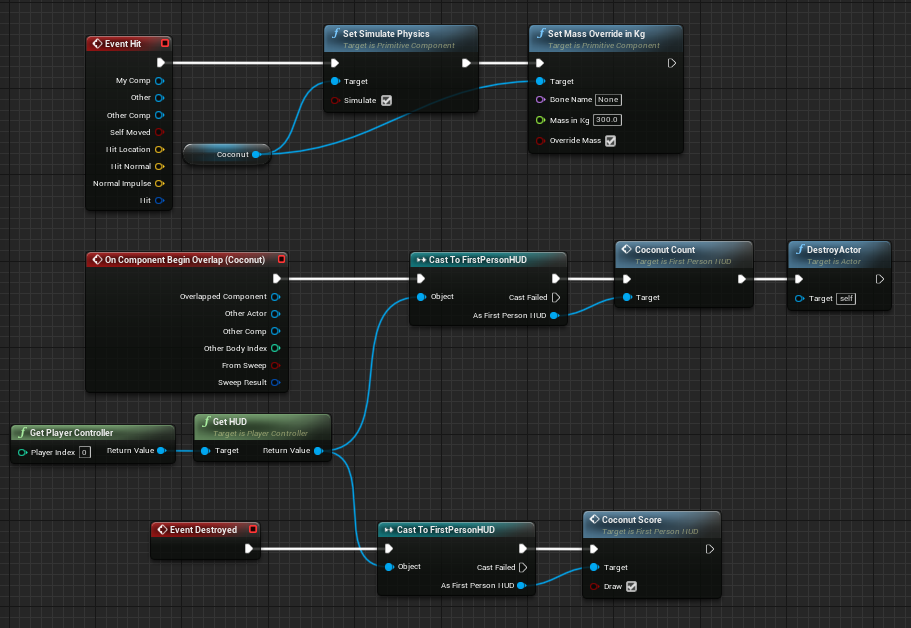 Event Hit
My Comp
Other
Other Comp
Self Moved
Hit Location
Hit Normal
Normal Impulse
Hit
Coconut
Set Simulate Physics
Target is Primitive Component
Target
Simulate
Set Mass Override in Kg
Target is Primitive Component
Target
Bone Name None
Mass in Kg 300.0
Override Mass
On Component Begin Overlap (Coconut)
Overlapped Component
Other Actor
Other Comp
Other Body Index
From Sweep
Sweep Result
Cast To FirstPersonHUD
Object Cast Failed
As First Person HUD
Coconut Count
Target is First Person HUD
Target
DestroyActor
Target is Actor
Target self
Get Player Controller
Player Index 0 Return Value
Get HUD
Target is Player Controller
Target Return Value
Event Destroyed
Cast To FirstPersonHUD
Object Cast Failed
As First Person HUD
Coconut Score
Target is First Person HUD
Target
Draw